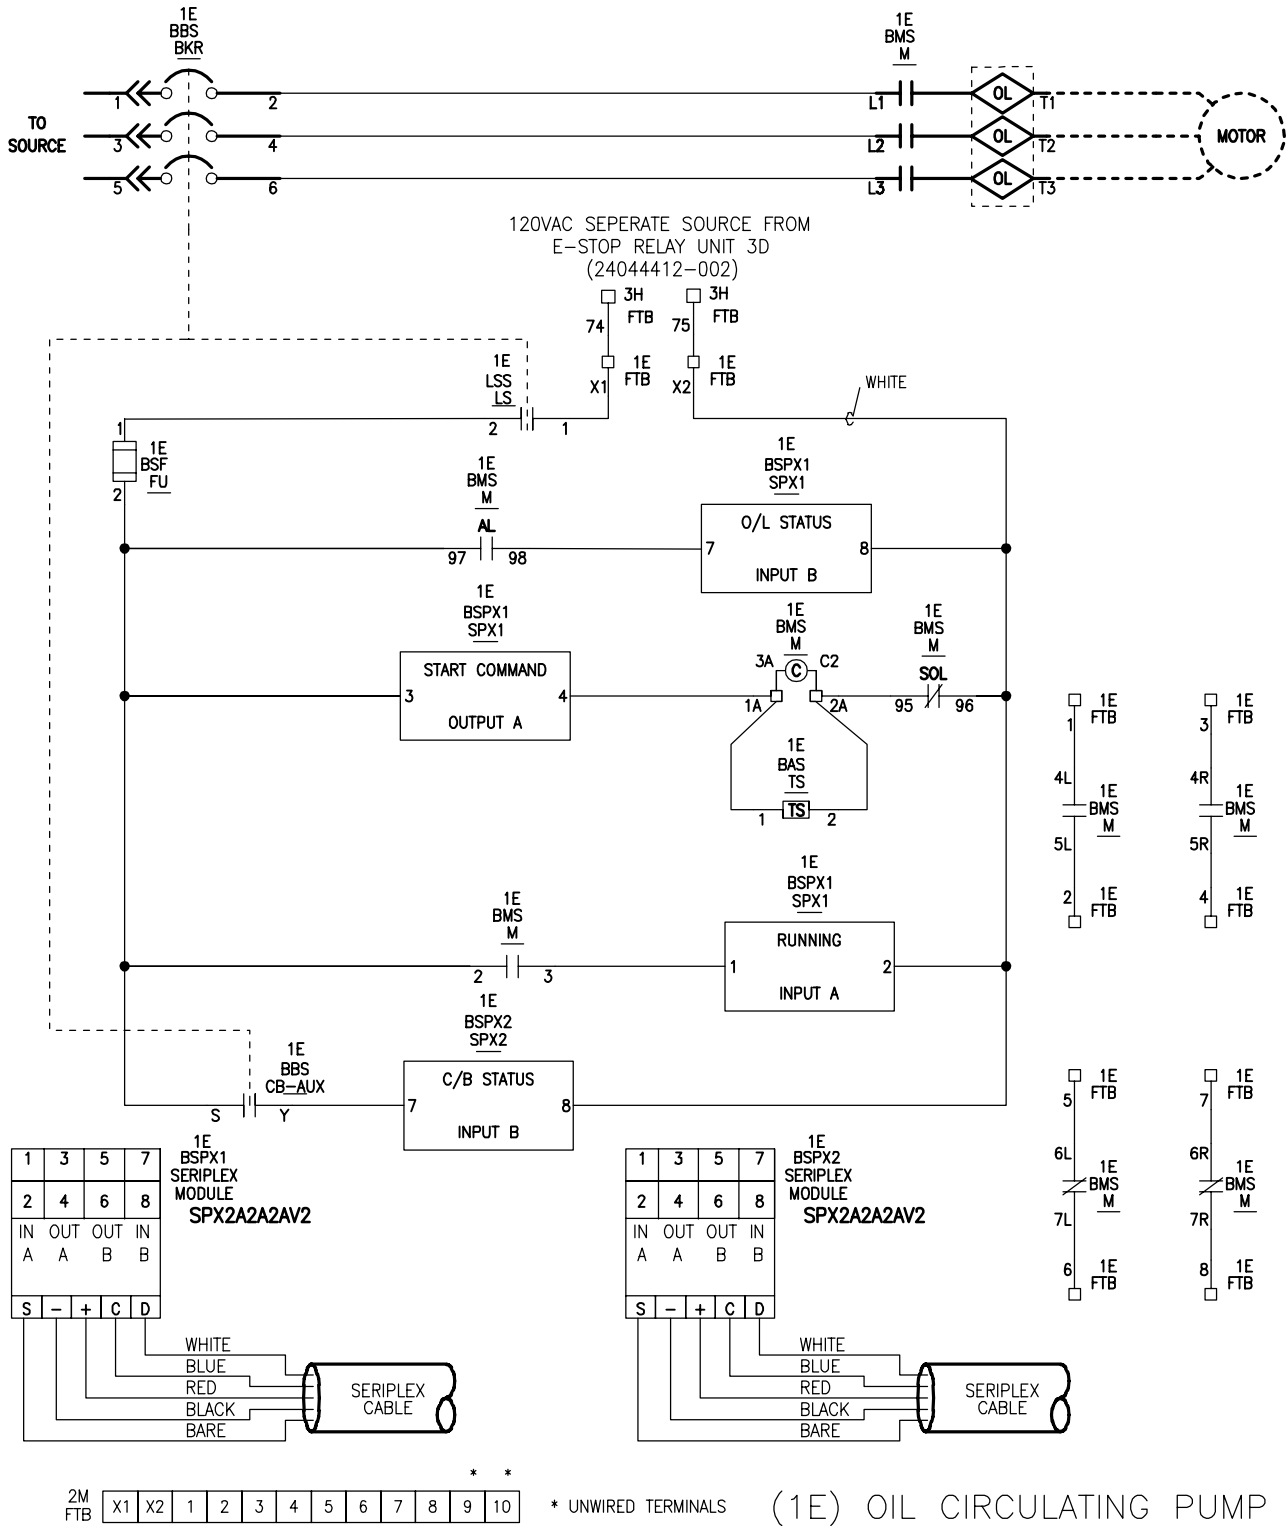 1E
BBS
BKR
1E
BMS
M
TO
SOURCE
1 2 L1 OL T1
3 4 L2 OL T2
5 6 L3 OL T3
MOTOR
120VAC SEPERATE SOURCE FROM
E-STOP RELAY UNIT 3D
(24044412-002)
3H
FTB
3H
FTB
74 75
1E
FTB
1E
FTB
X1 X2
WHITE
1E
LSS
LS
2 1
1
1E
BSF
FU
2
1E
BMS
M
AL
97 98
1E
BSPX1
SPX1
O/L STATUS
7 8
INPUT B
1E
BSPX1
SPX1
START COMMAND
3 4
OUTPUT A
1E
BMS
M
3A C C2
1A 2A
1E
BMS
M
SOL
95 96
1E
BAS
TS
1 TS 2
1E
BMS
M
2 3
1E
BSPX1
SPX1
RUNNING
1 2
INPUT A
1E
BBS
CB-AUX
S Y
1E
BSPX2
SPX2
C/B STATUS
7 8
INPUT B
1E
FTB
1
4L
1E
BMS
M
5L
2
1E
FTB
1E
FTB
3
4R
1E
BMS
M
5R
4
1E
FTB
1E
FTB
5
6L
1E
BMS
M
7L
6
1E
FTB
1E
FTB
7
6R
1E
BMS
M
7R
8
1E
FTB
1E
BSPX1
SERIPLEX
MODULE
SPX2A2A2AV2
1 3 5 7
2 4 6 8
IN OUT OUT IN
A A B B
S - + C D
WHITE
BLUE
RED
BLACK
BARE
SERIPLEX
CABLE
1E
BSPX2
SERIPLEX
MODULE
SPX2A2A2AV2
1 3 5 7
2 4 6 8
IN OUT OUT IN
A A B B
S - + C D
WHITE
BLUE
RED
BLACK
BARE
SERIPLEX
CABLE
* *
2M
FTB
X1 X2 1 2 3 4 5 6 7 8 9 10
* UNWIRED TERMINALS
(1E) OIL CIRCULATING PUMP